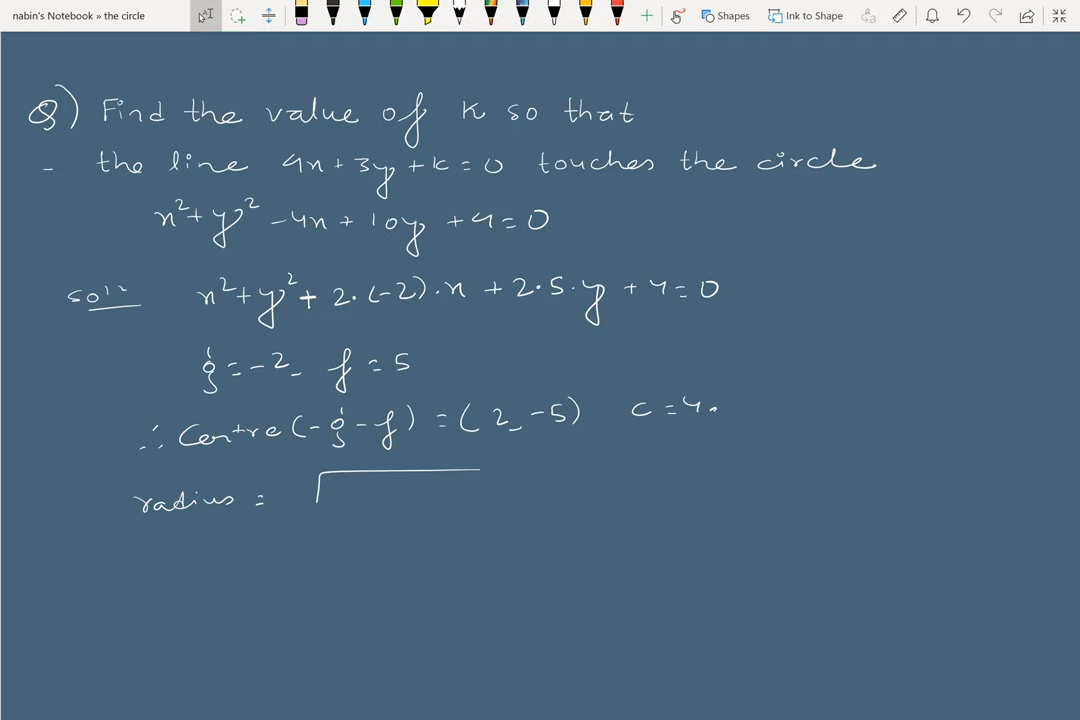 nabin's Notebook » the circle
Shapes
Ink to Shape
Q) Find the value of K so that
- the line 4x+3y+k=0 touches the circle
x²+y²-4x+10y+4=0
Solⁿ x²+y²+2·(-2)·x+2·5·y+4=0
g=-2, f=5
∴ Centre(-g,-f)=(2,-5) c=4.
radius = √